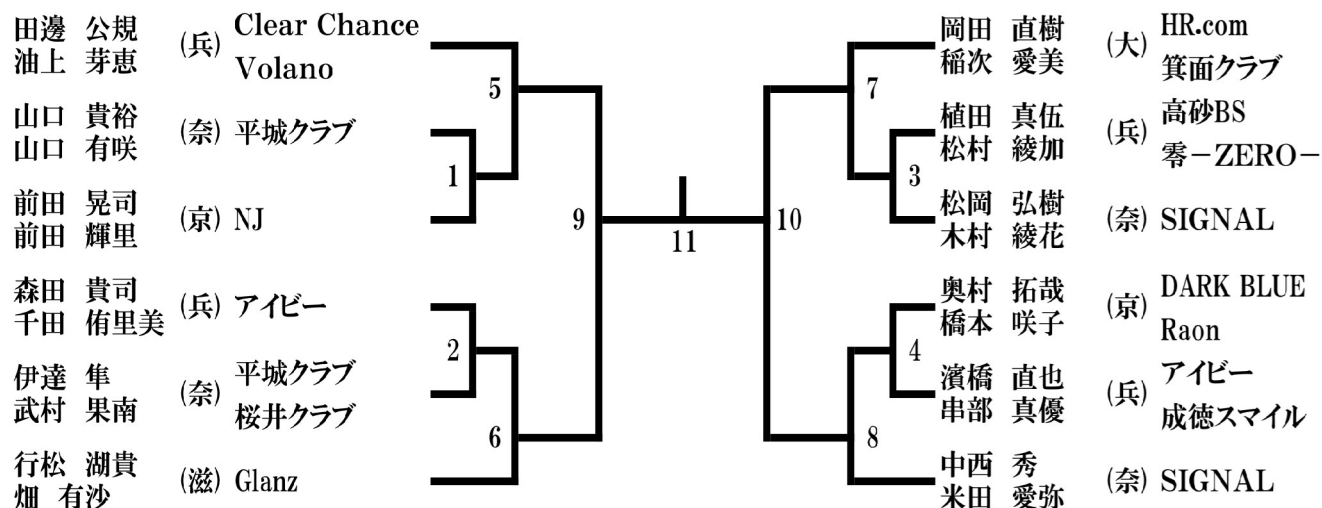 田邊 公規
油上 芽恵
(兵)
Clear Chance
Volano
山口 貴裕
山口 有咲
(奈)
平城クラブ
前田 晃司
前田 輝里
(京)
NJ
森田 貴司
千田 侑里美
(兵)
アイビー
伊達 隼
武村 果南
(奈)
平城クラブ
桜井クラブ
行松 湖貴
畑 有沙
(滋)
Glanz
5
1
2
6
9
11
10
7
3
4
8
岡田 直樹
稲次 愛美
(大)
HR.com
箕面クラブ
植田 真伍
松村 綾加
(兵)
高砂BS
零－ZERO－
松岡 弘樹
木村 綾花
(奈)
SIGNAL
奥村 拓哉
橋本 咲子
(京)
DARK BLUE
Raon
濱橋 直也
串部 真優
(兵)
アイビー
成徳スマイル
中西 秀
米田 愛弥
(奈)
SIGNAL